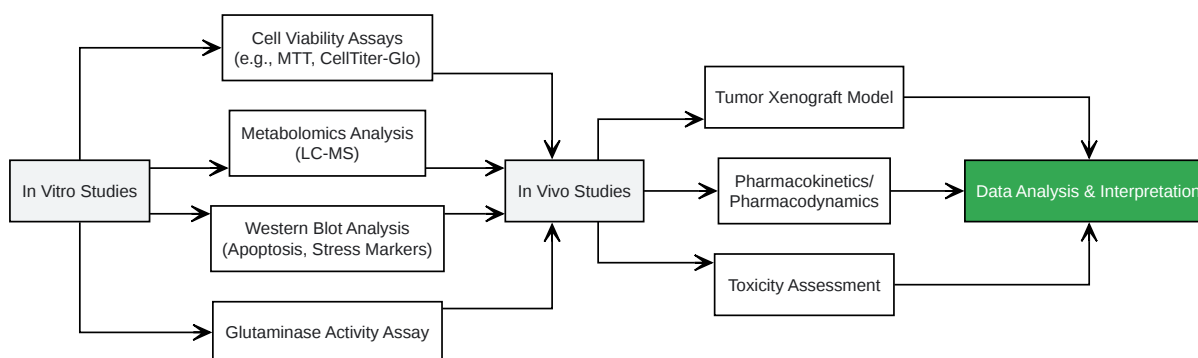 Cell Viability Assays
(e.g., MTT, CellTiter-Glo)
Metabolomics Analysis
(LC-MS)
In Vitro Studies
Western Blot Analysis
(Apoptosis, Stress Markers)
Glutaminase Activity Assay
In Vivo Studies
Tumor Xenograft Model
Pharmacokinetics/
Pharmacodynamics
Toxicity Assessment
Data Analysis & Interpretation